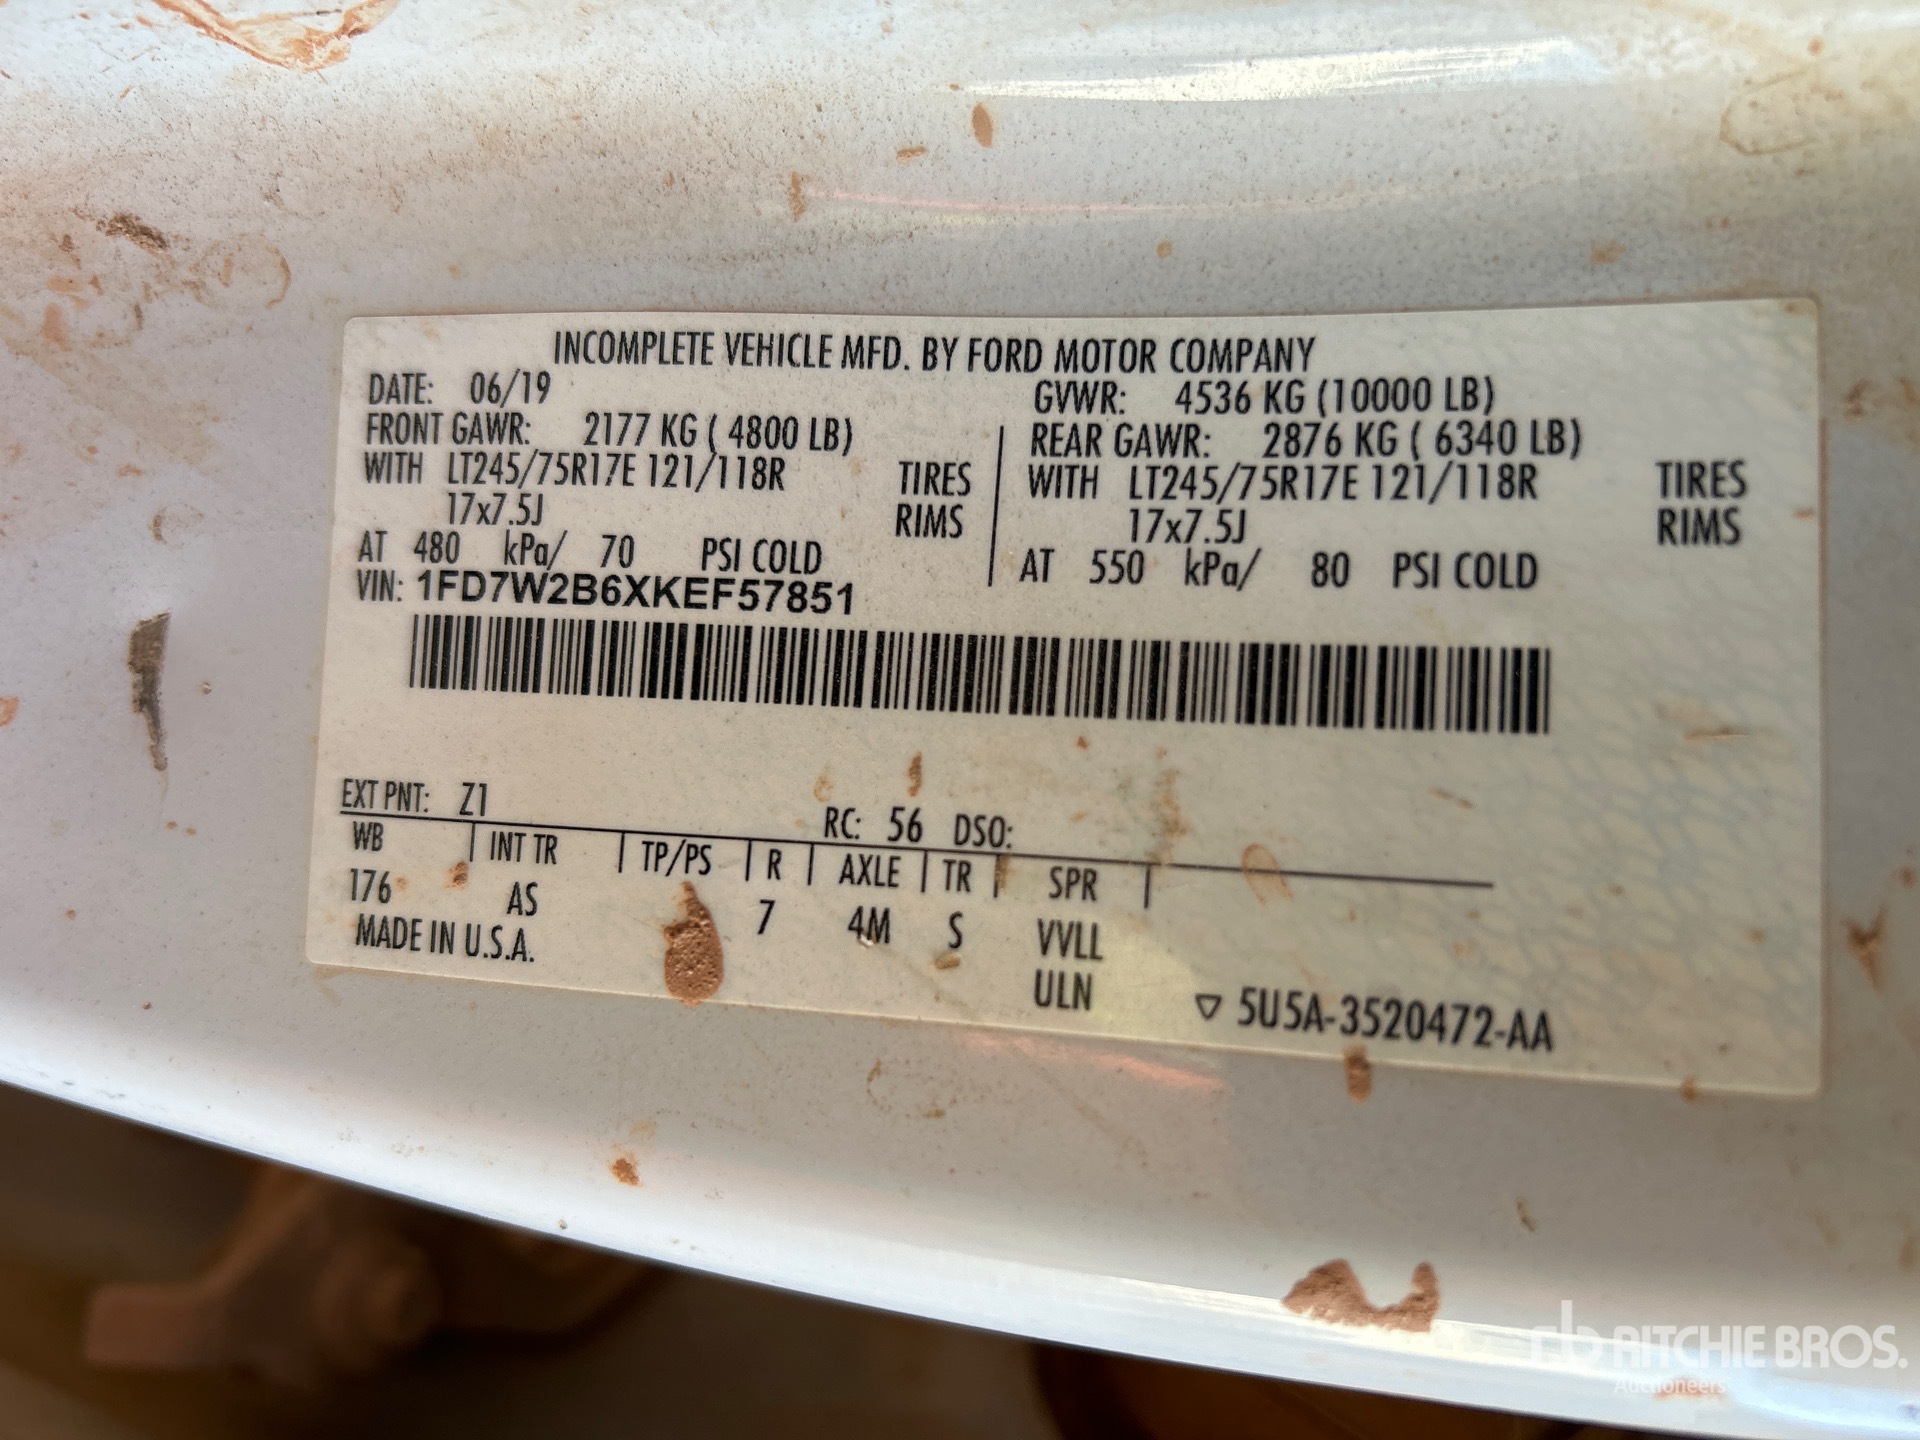 INCOMPLETE VEHICLE MFD. BY FORD MOTOR COMPANY
DATE: 06/19 GVWR: 4536 KG (10000 LB)
FRONT GAWR: 2177 KG ( 4800 LB) REAR GAWR: 2876 KG ( 6340 LB)
WITH LT245/75R17E 121/118R TIRES WITH LT245/75R17E 121/118R TIRES
17x7.5J RIMS 17x7.5J RIMS
AT 480 kPa/ 70 PSI COLD AT 550 kPa/ 80 PSI COLD
VIN: 1FD7W2B6XKEF57851
EXT PNT: Z1 RC: 56 DSO:
WB INT TR TP/PS R AXLE TR SPR
176 AS 7 4M S VVLL
MADE IN U.S.A. ULN
5U5A-3520472-AA
rb RITCHIE BROS.
Auctioneers